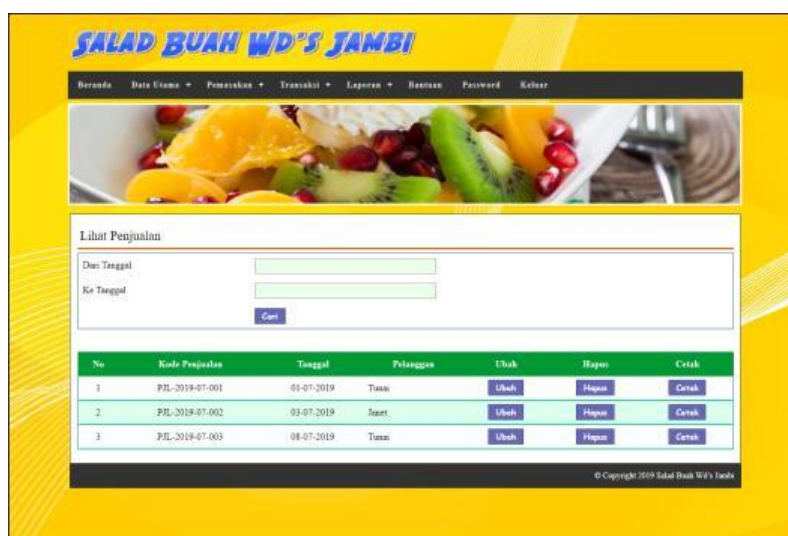 SALAD BUAH WD'S JAMBI
Beranda Data Utama + Pemasukan + Transaksi + Laporan + Bantuan Password Keluar
Lihat Penjualan
Dari Tanggal
Ke Tanggal
Cari
No Kode Penjualan Tanggal Pelanggan Ubah Hapus Cetak
1 PJL-2019-07-001 01-07-2019 Tunai Ubah Hapus Cetak
2 PJL-2019-07-002 03-07-2019 Janet Ubah Hapus Cetak
3 PJL-2019-07-003 08-07-2019 Tunai Ubah Hapus Cetak
© Copyright 2019 Salad Buah Wd's Jambi